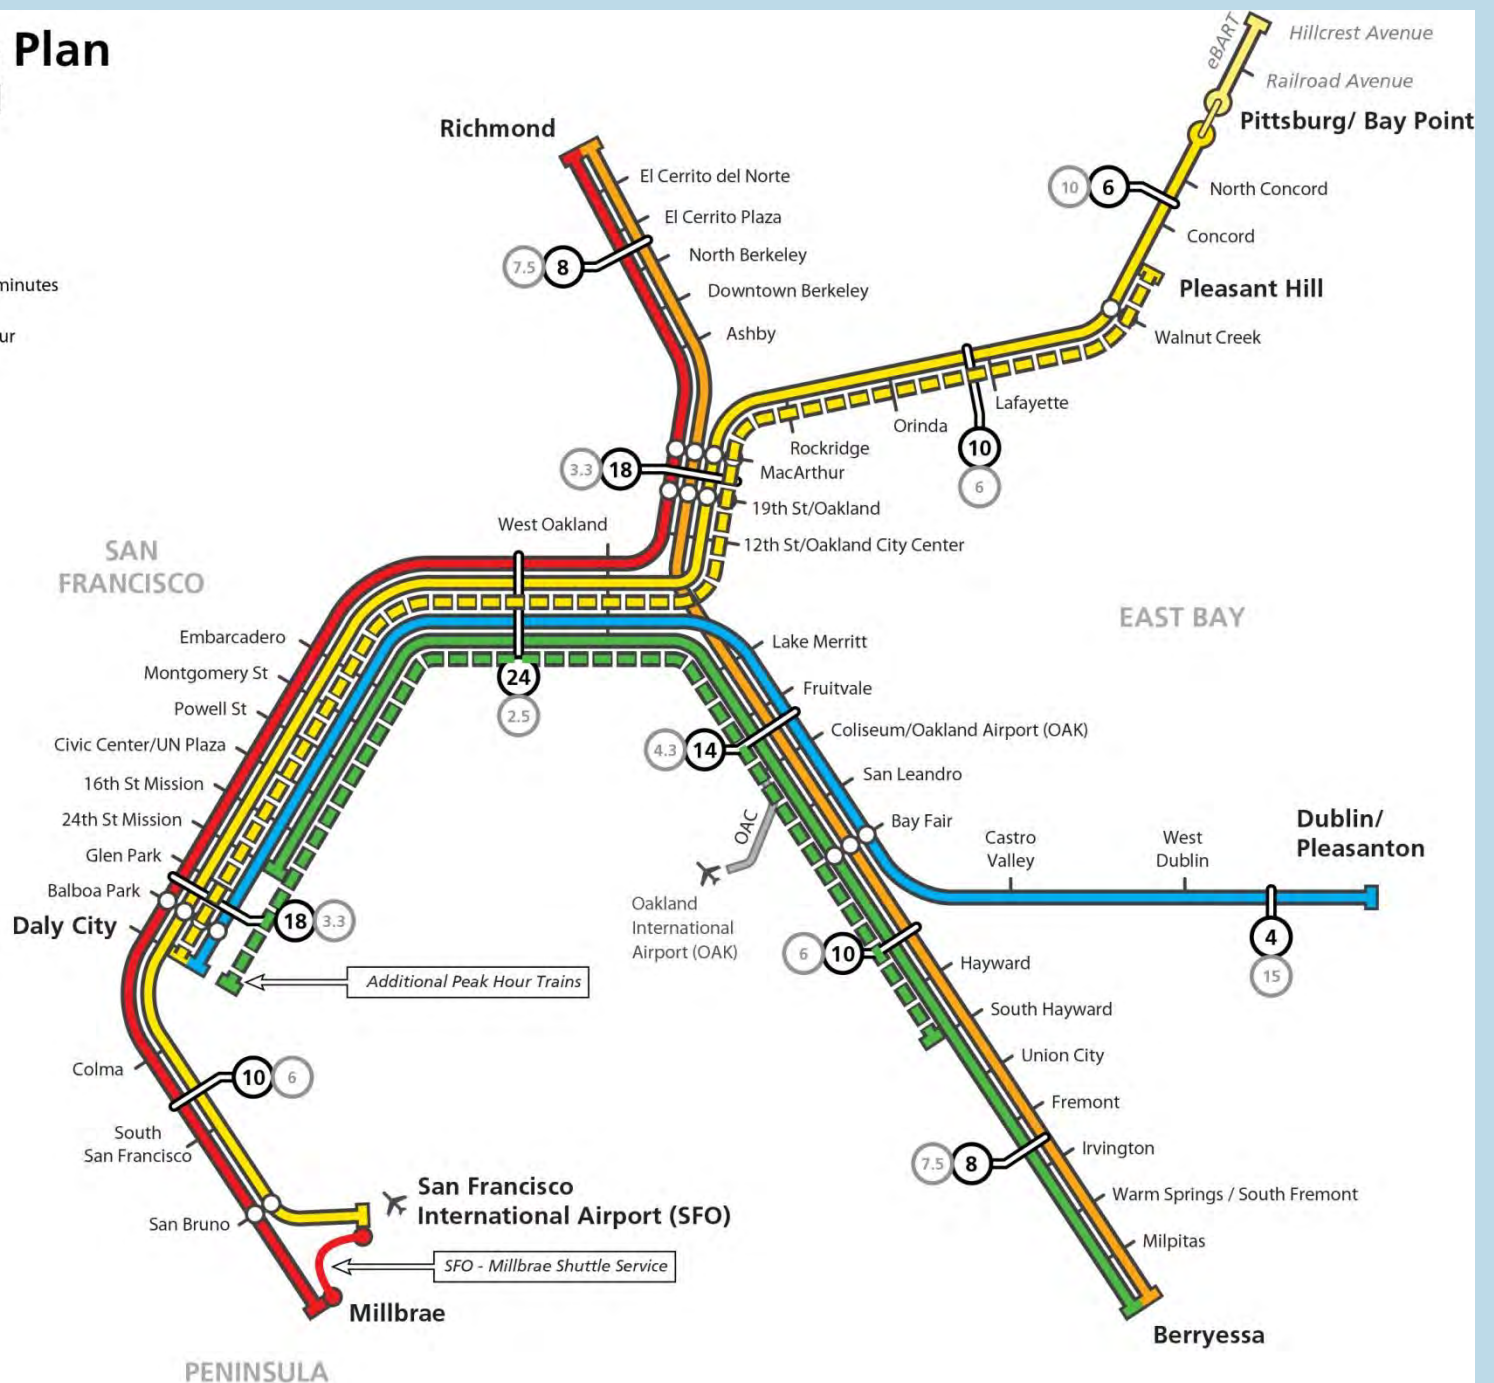 Plan
minutes
ur
eBART
Hillcrest Avenue
Railroad Avenue
Pittsburg/ Bay Point
Richmond
El Cerrito del Norte
10 6
North Concord
El Cerrito Plaza
Concord
North Berkeley
7.5 8
Downtown Berkeley
Pleasant Hill
Ashby
Walnut Creek
Lafayette
Orinda
Rockridge
10
6
3.3 18
MacArthur
19th St/Oakland
West Oakland
12th St/Oakland City Center
SAN
FRANCISCO
EAST BAY
Embarcadero
Lake Merritt
Montgomery St
24
2.5
Fruitvale
Powell St
Coliseum/Oakland Airport (OAK)
Civic Center/UN Plaza
4.3 14
San Leandro
16th St Mission
24th St Mission
OAC
Bay Fair
Castro
Valley
West
Dublin
Dublin/
Pleasanton
Glen Park
Balboa Park
Daly City
18 3.3
Oakland
International
Airport (OAK)
4
15
6 10
Hayward
Additional Peak Hour Trains
South Hayward
Union City
Colma
10 6
Fremont
South
San Francisco
Irvington
7.5 8
San Francisco
International Airport (SFO)
Warm Springs / South Fremont
San Bruno
Milpitas
SFO - Millbrae Shuttle Service
Millbrae
Berryessa
PENINSULA